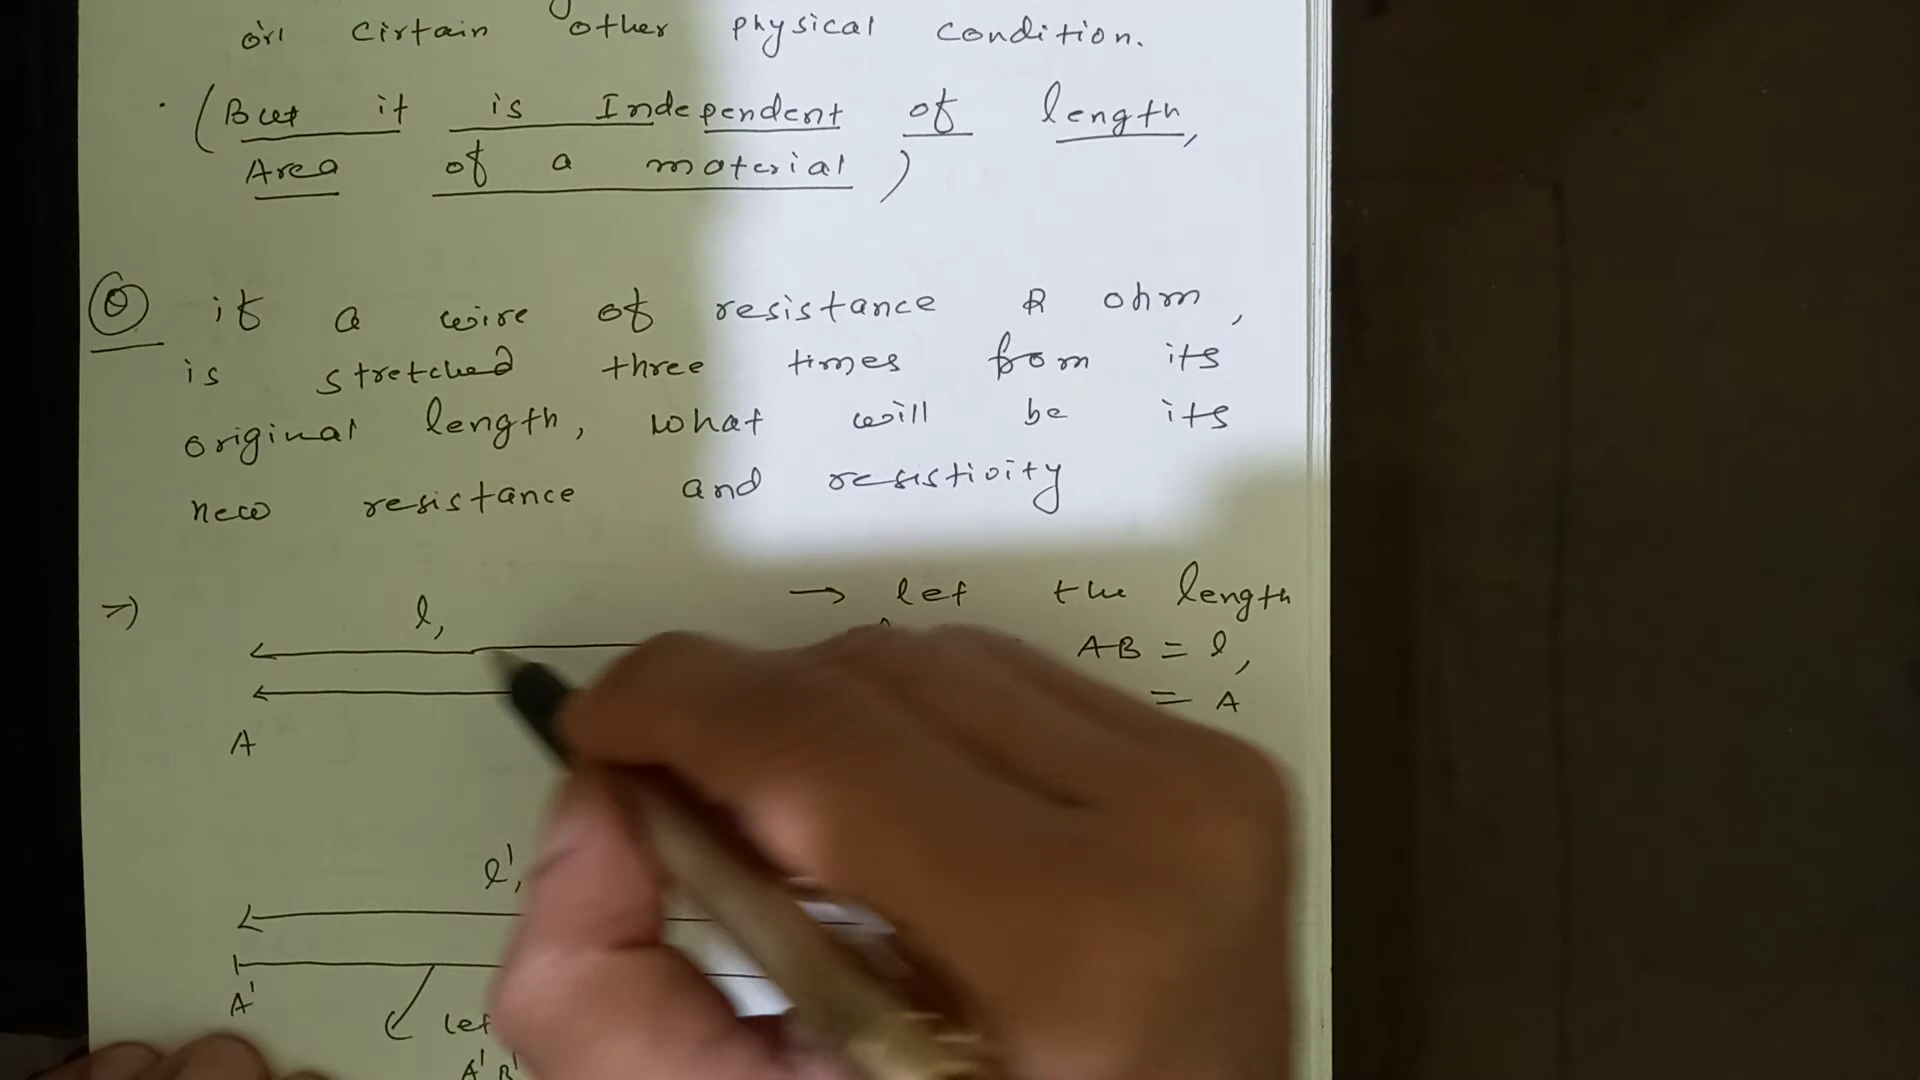 or certain other physical condition.
(But it is Independent of length,
Area of a material)
Q if a wire of resistance R ohm,
is stretched three times from its
original length, what will be its
new resistance and resistivity
=> l, → let the length
AB = l,
= A
A
l',
A'
let
A' B'